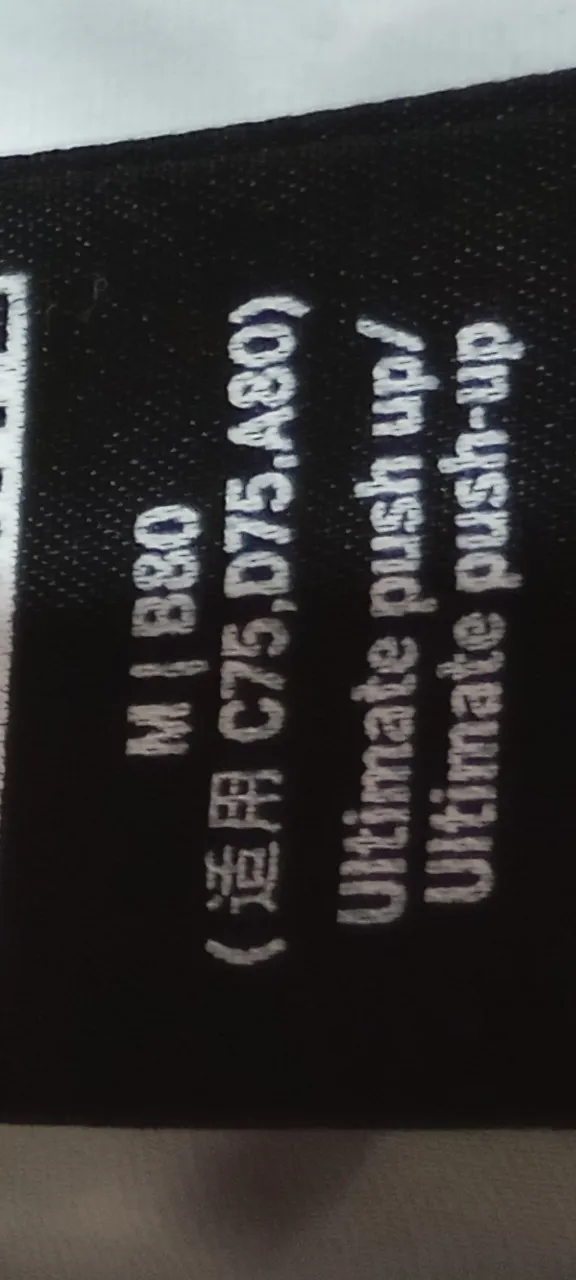 M | B80
(适用 C75,D75,A80)
Ultimate push up/
Ultimate push-up